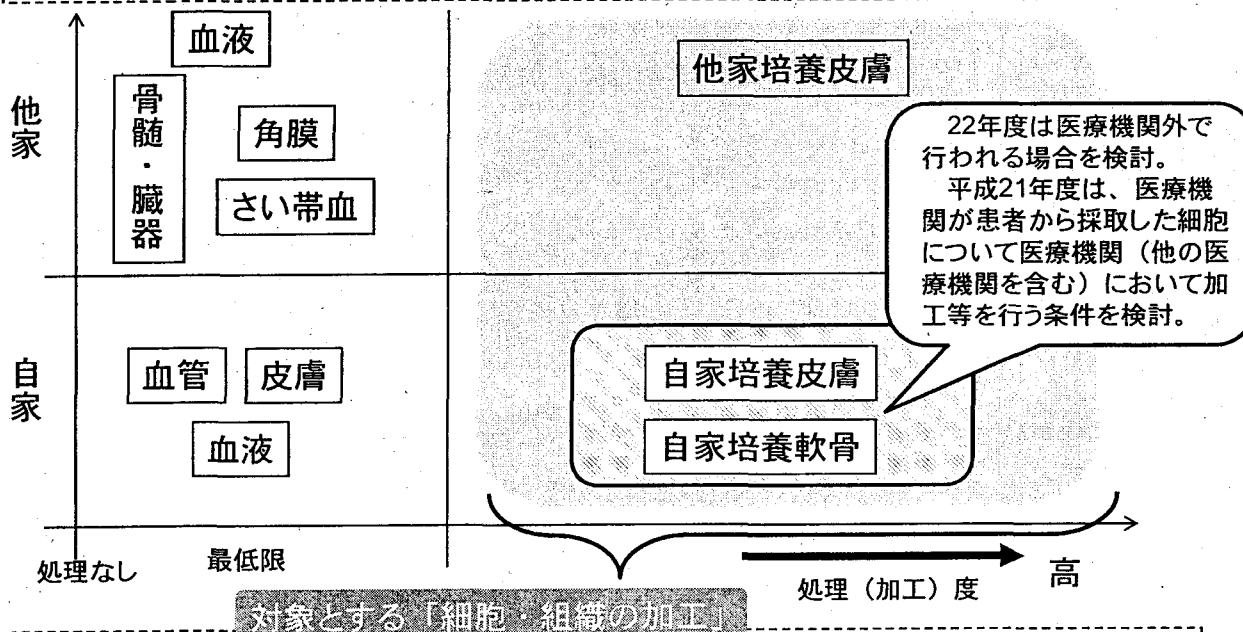 血液
他家培養皮膚
他家
骨髄・臓器
角膜
さい帯血
22年度は医療機関外で
行われる場合を検討。
平成21年度は、医療機
関が患者から採取した細胞
について医療機関（他の医
療機関を含む）において加
工等を行う条件を検討。
自家
血管
皮膚
血液
自家培養皮膚
自家培養軟骨
処理なし
最低限
処理（加工）度
高
対象とする「細胞・組織の加工」